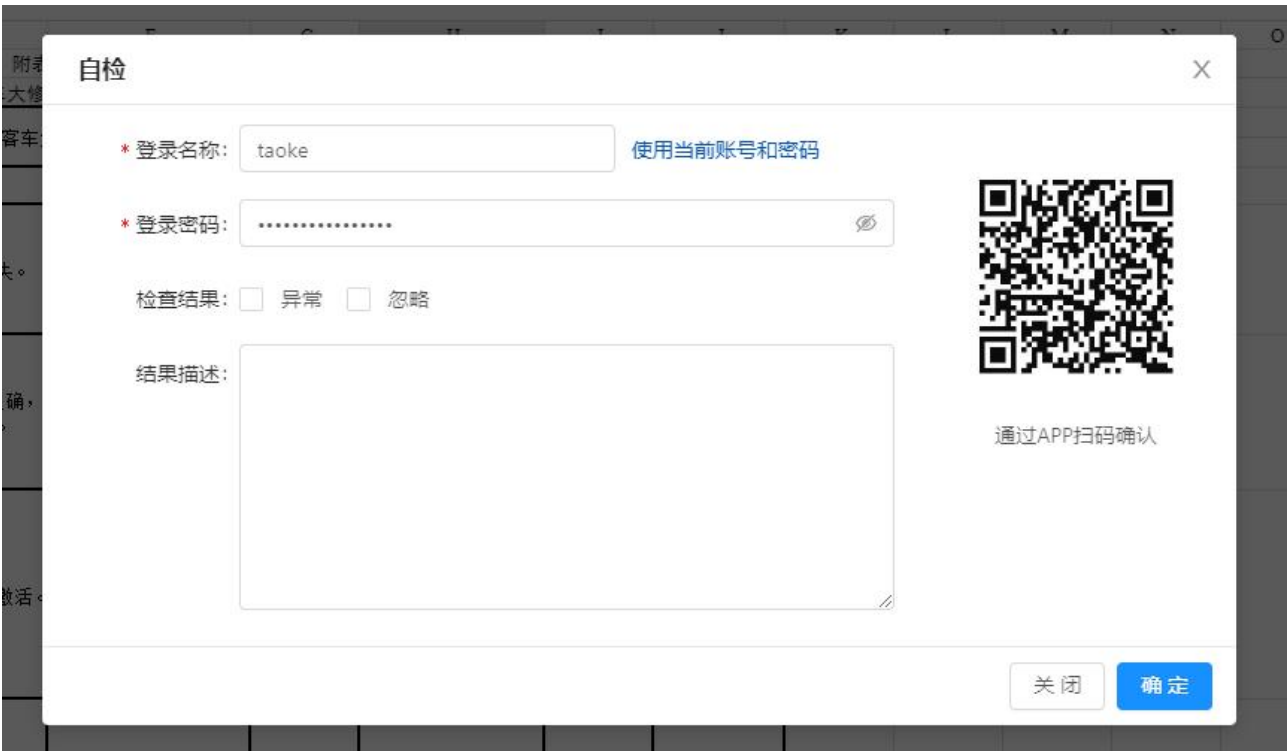 附表
大修
客车
自检
X
* 登录名称: taoke 使用当前账号和密码
* 登录密码: ••••••••••••••••
检查结果: 异常 忽略
结果描述:
通过APP扫码确认
失。
确，
激活。
关闭 确定
K
M
N
O